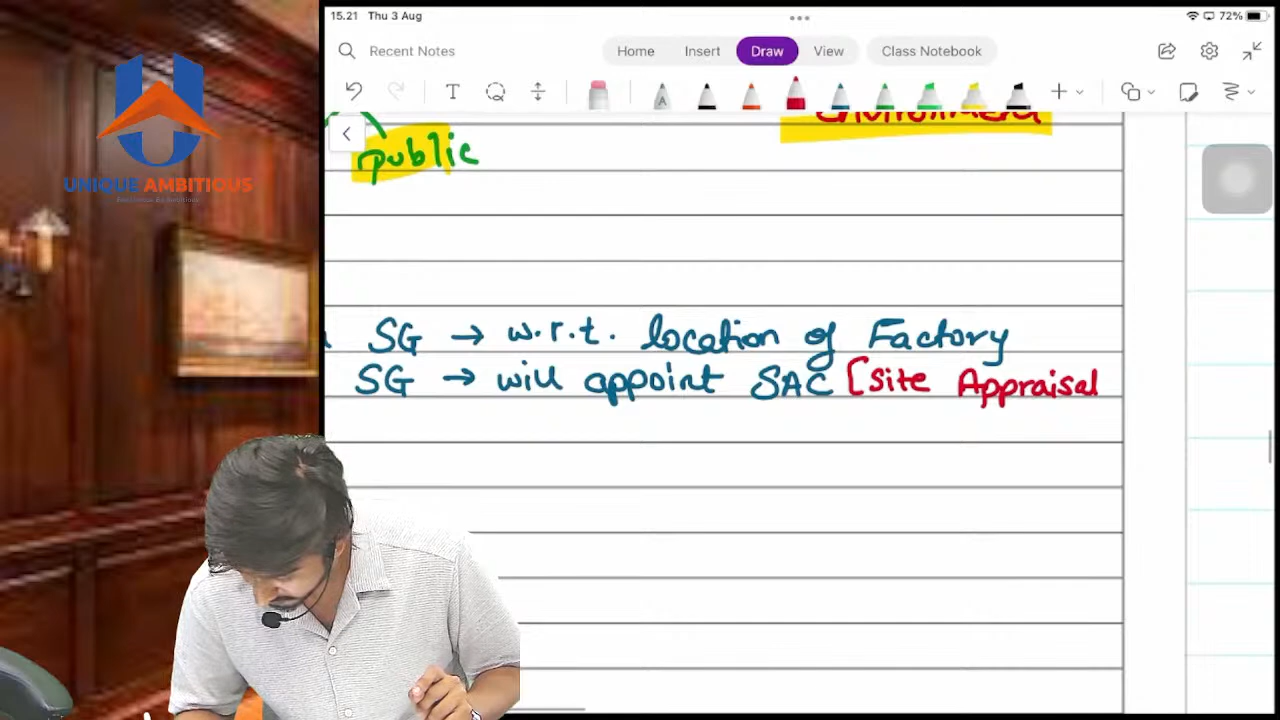 15.21 Thu 3 Aug
72%
Recent Notes
Home Insert Draw View Class Notebook
T
A
environment
public
UNIQUE AMBITIOUS
SG → w.r.t. location of Factory
SG → will appoint SAC [Site Appraisal